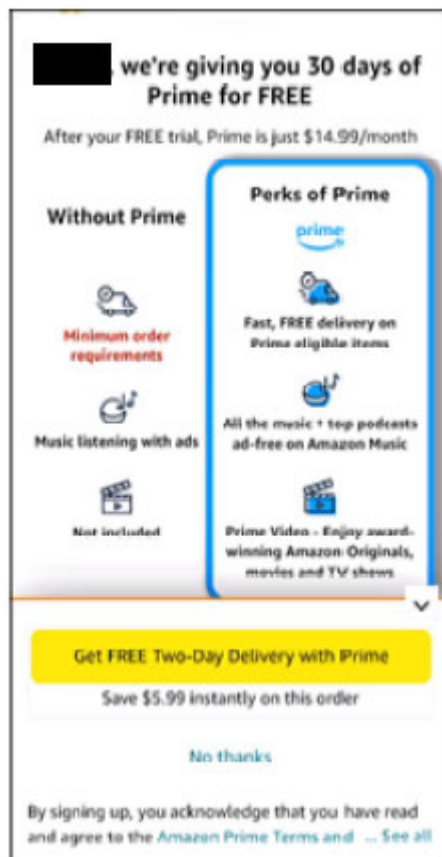 , we're giving you 30 days of
Prime for FREE
After your FREE trial, Prime is just $14.99/month
Without Prime
Perks of Prime
prime
Minimum order
requirements
Fast, FREE delivery on
Prime eligible items
Music listening with ads
All the music + top podcasts
ad-free on Amazon Music
Not included
Prime Video - Enjoy award-
winning Amazon Originals,
movies and TV shows
Get FREE Two-Day Delivery with Prime
Save $5.99 instantly on this order
No thanks
By signing up, you acknowledge that you have read
and agree to the Amazon Prime Terms and ... See all